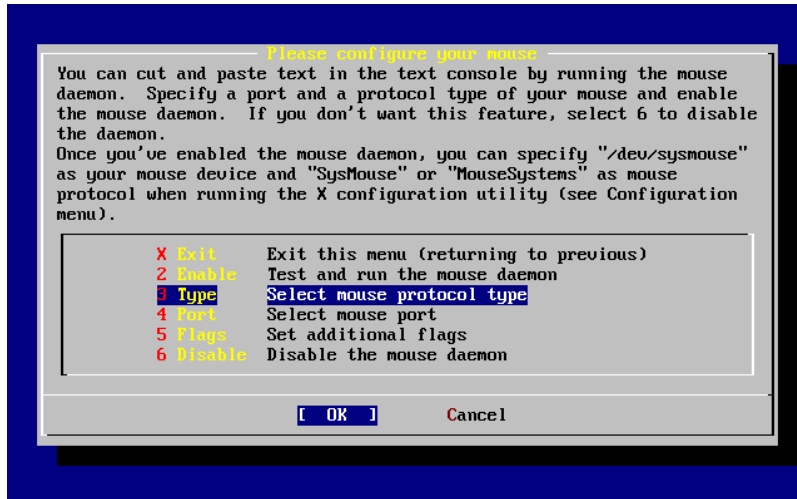 Please configure your mouse
You can cut and paste text in the text console by running the mouse
daemon.  Specify a port and a protocol type of your mouse and enable
the mouse daemon.  If you don't want this feature, select 6 to disable
the daemon.
Once you've enabled the mouse daemon, you can specify "/dev/sysmouse"
as your mouse device and "SysMouse" or "MouseSystems" as mouse
protocol when running the X configuration utility (see Configuration
menu).
X Exit     Exit this menu (returning to previous)
2 Enable   Test and run the mouse daemon
3 Type     Select mouse protocol type
4 Port     Select mouse port
5 Flags    Set additional flags
6 Disable  Disable the mouse daemon
[  OK  ]     Cancel